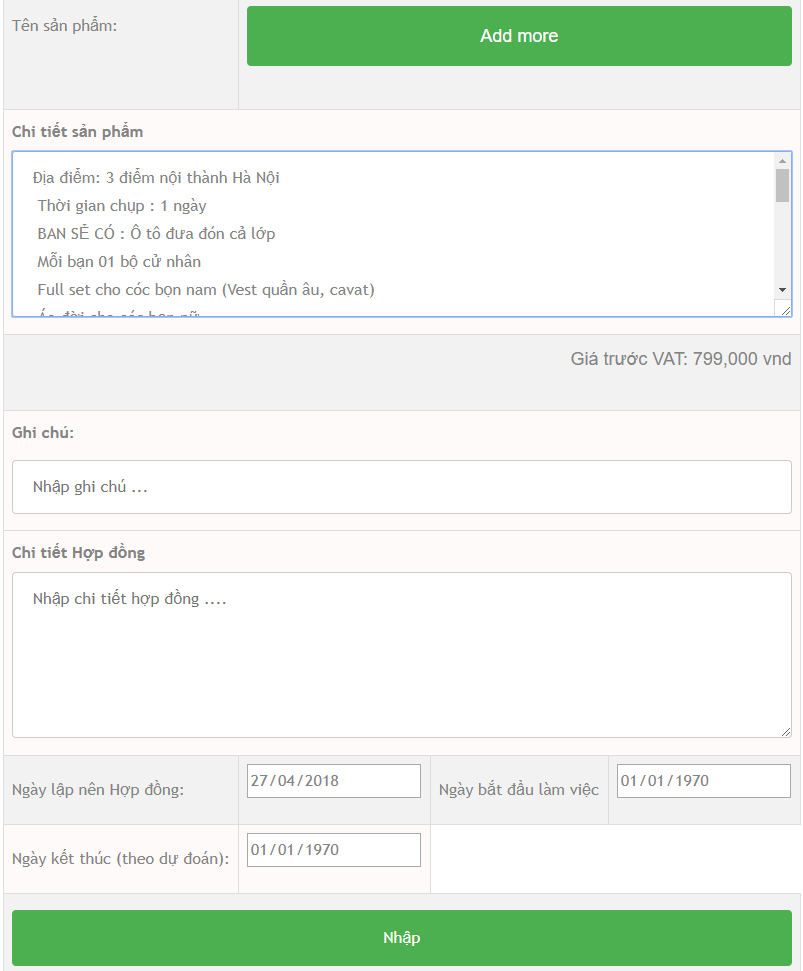 Tên sản phẩm:
Add more
Chi tiết sản phẩm
Địa điểm: 3 điểm nội thành Hà Nội
Thời gian chụp : 1 ngày
BAN SẼ CÓ : Ô tô đưa đón cả lớp
Mỗi bạn 01 bộ cử nhân
Full set cho cóc bọn nam (Vest quần âu, cavat)
Giá trước VAT: 799,000 vnd
Ghi chú:
Nhập ghi chú ...
Chi tiết Hợp đồng
Nhập chi tiết hợp đồng ....
Ngày lập nên Hợp đồng:
27/04/2018
Ngày bắt đầu làm việc
01/01/1970
Ngày kết thúc (theo dự đoán):
01/01/1970
Nhập